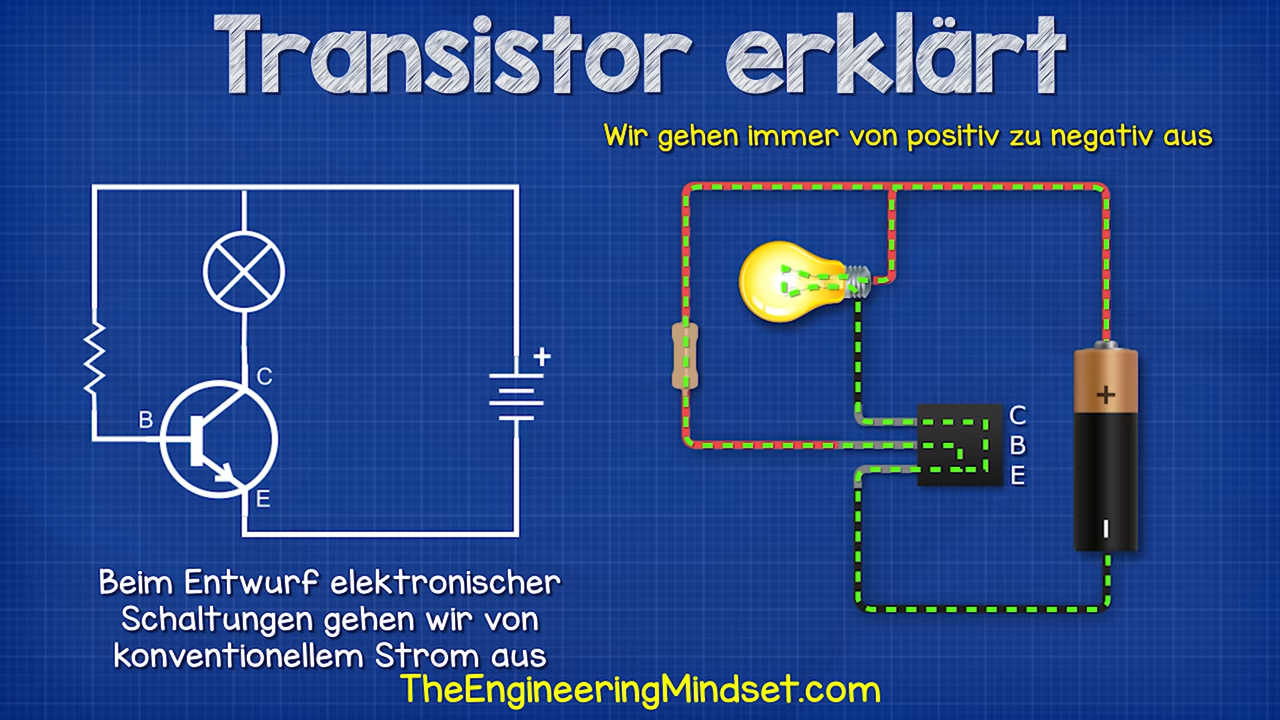 Transistor erklärt
Wir gehen immer von positiv zu negativ aus
C
B
E
+
C
B
E
+
-
Beim Entwurf elektronischer
Schaltungen gehen wir von
konventionellem Strom aus
TheEngineeringMindset.com